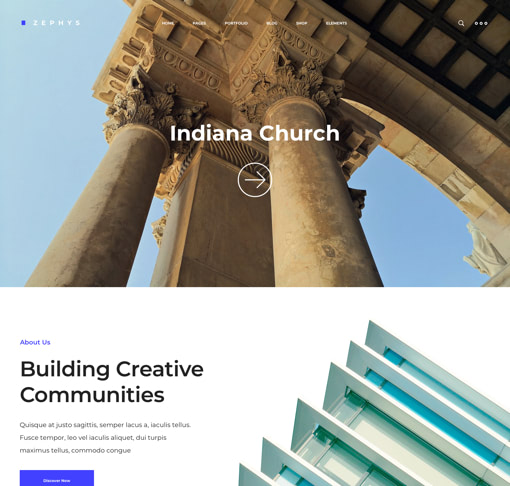 ZEPHYS
HOME PAGES PORTFOLIO BLOG SHOP ELEMENTS
Indiana Church
About Us
Building Creative
Communities
Quisque at justo sagittis, semper lacus a, iaculis tellus.
Fusce tempor, leo vel iaculis aliquet, dui turpis
maximus tellus, commodo congue
Discover Now